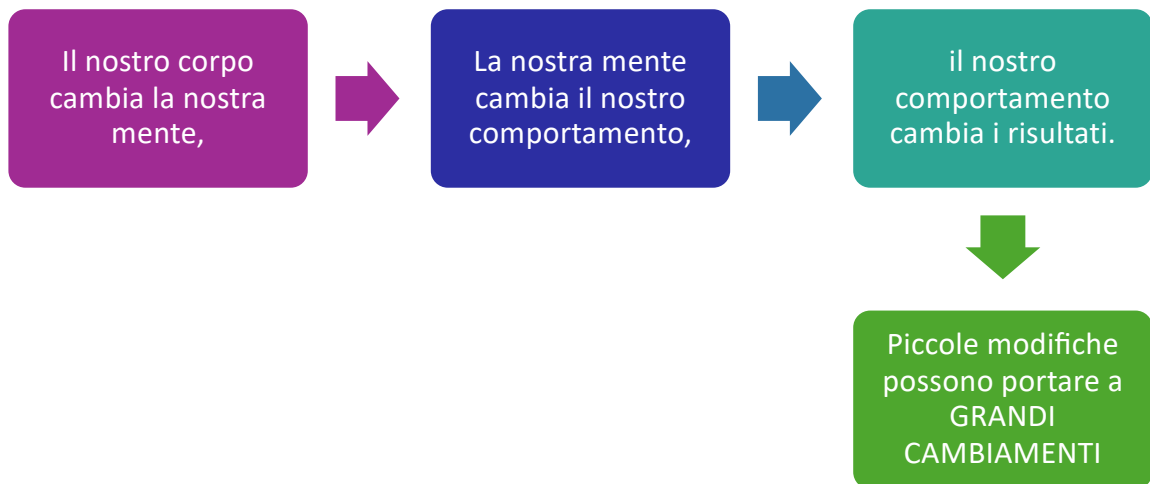 Il nostro corpo
cambia la nostra
mente,
La nostra mente
cambia il nostro
comportamento,
il nostro
comportamento
cambia i risultati.
Piccole modifiche
possono portare a
GRANDI
CAMBIAMENTI